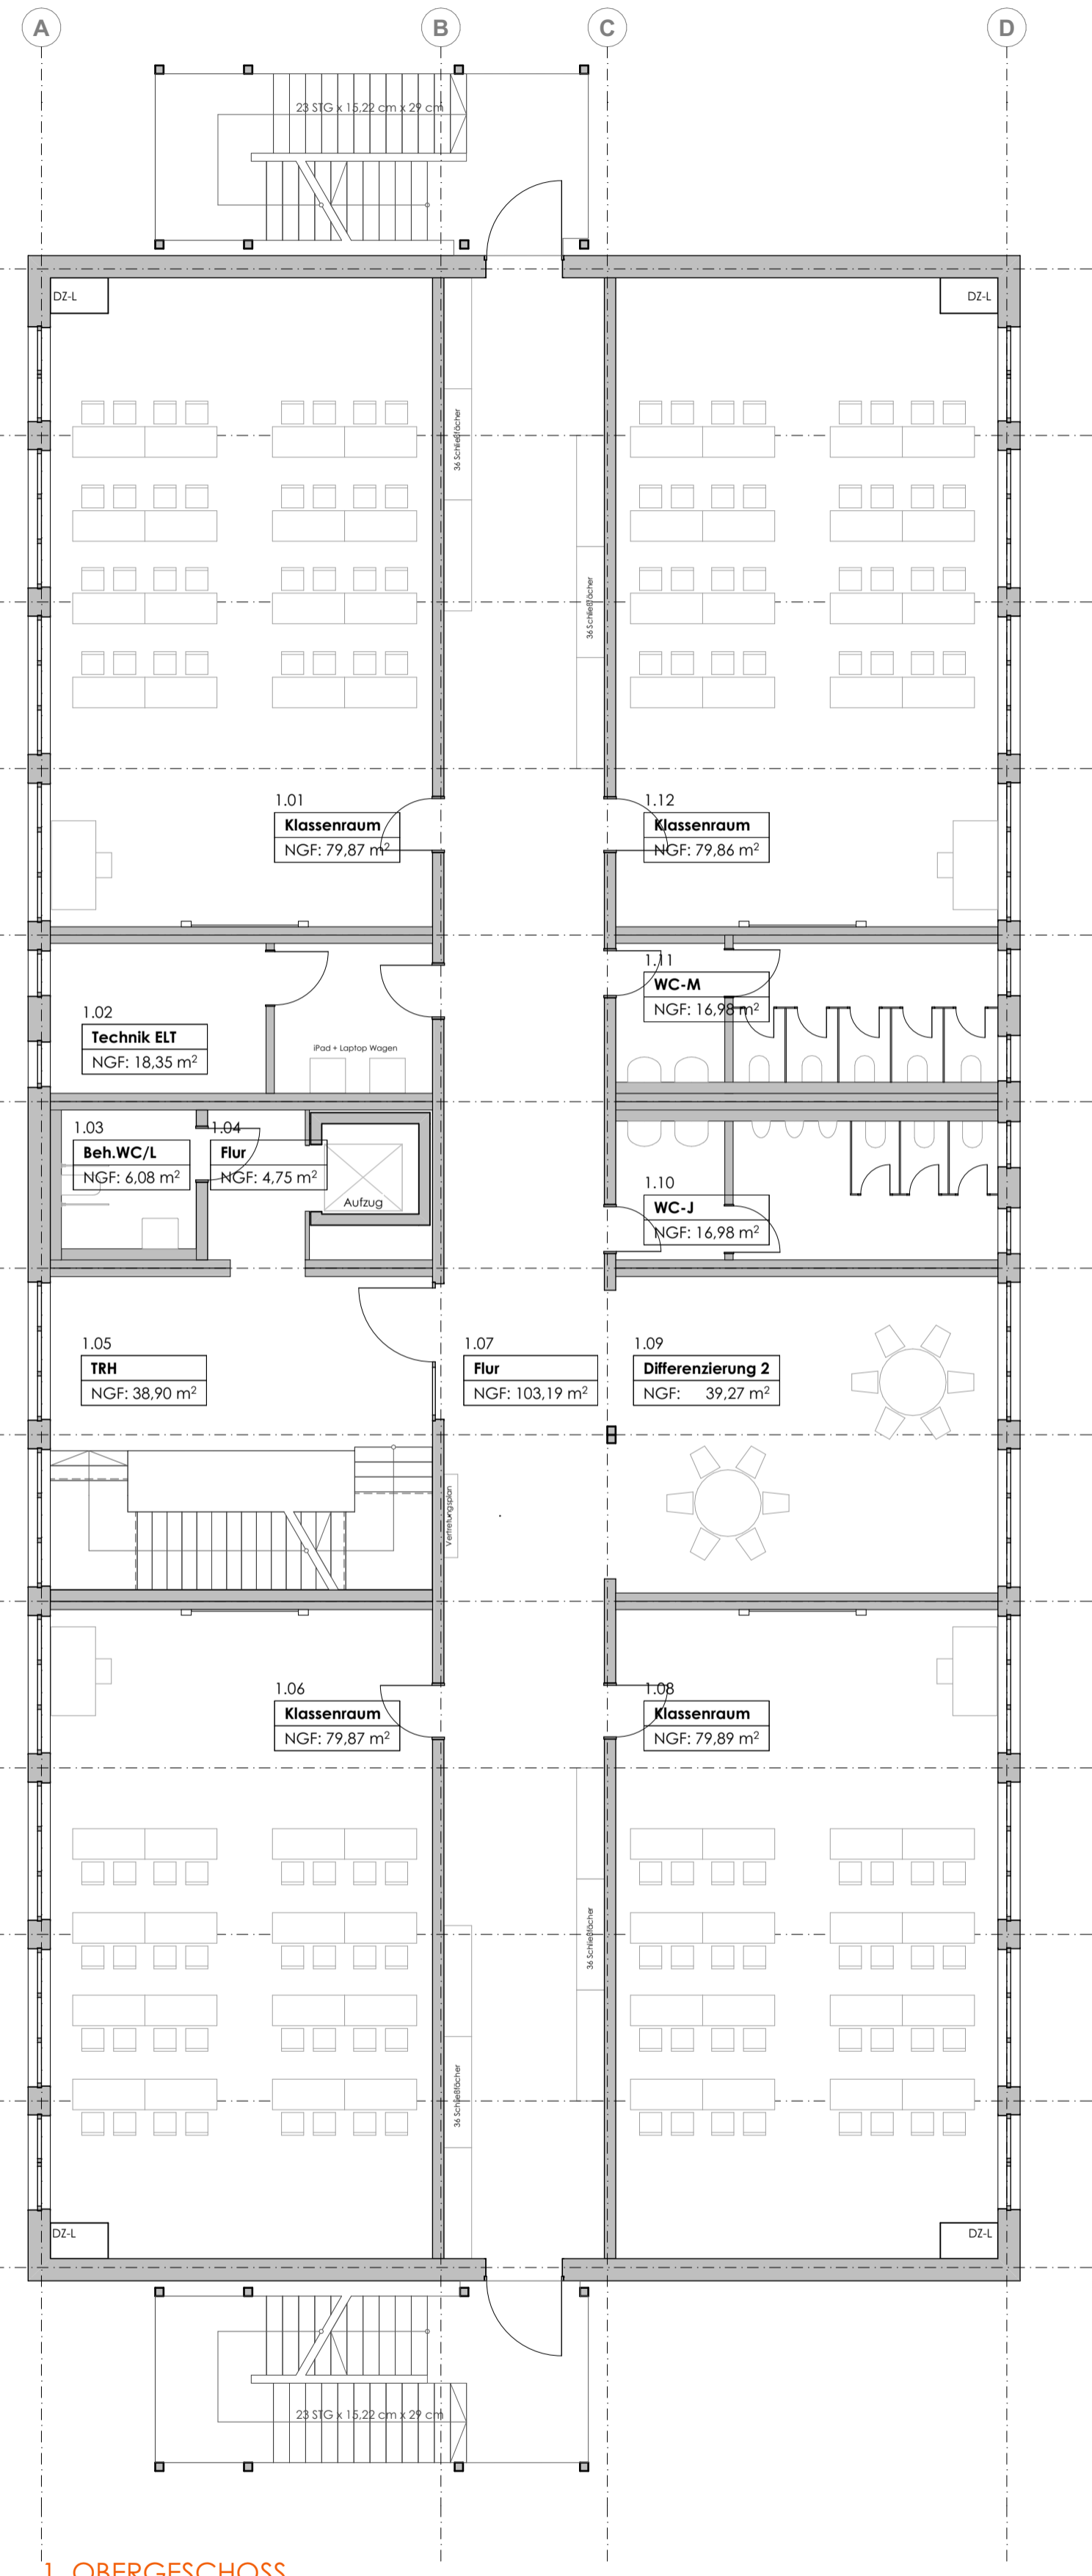 A B C D
23 STG x 15,22 cm x 29 cm
DZ-L
DZ-L
36 Schließfächer
36 Schließfächer
1.01
Klassenraum
NGF: 79,87 m²
1.12
Klassenraum
NGF: 79,86 m²
1.11
WC-M
NGF: 16,98 m²
1.02
Technik ELT
NGF: 18,35 m²
iPad + Laptop Wagen
1.03
Beh.WC/L
NGF: 6,08 m²
1.04
Flur
NGF: 4,75 m²
Aufzug
1.10
WC-J
NGF: 16,98 m²
1.05
TRH
NGF: 38,90 m²
1.07
Flur
NGF: 103,19 m²
1.09
Differenzierung 2
NGF: 39,27 m²
Vertretungsplan
1.06
Klassenraum
NGF: 79,87 m²
1.08
Klassenraum
NGF: 79,89 m²
36 Schließfächer
36 Schließfächer
DZ-L
DZ-L
23 STG x 15,22 cm x 29 cm
1. OBERGESCHOSS